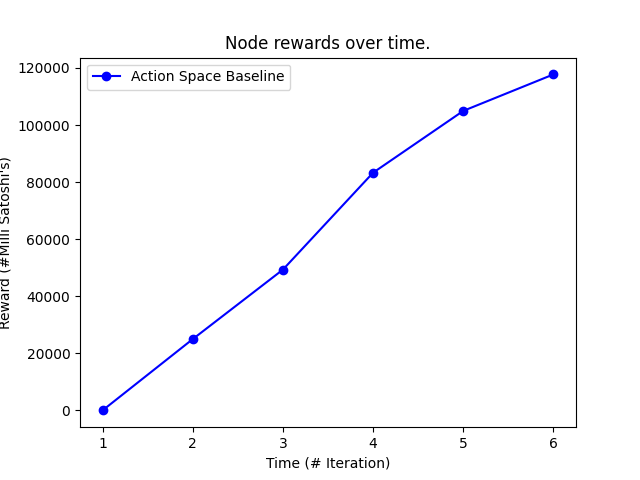 Node rewards over time.
Action Space Baseline
120000
100000
80000
60000
40000
20000
0
Reward (#Milli Satoshi's)
1 2 3 4 5 6
Time (# Iteration)